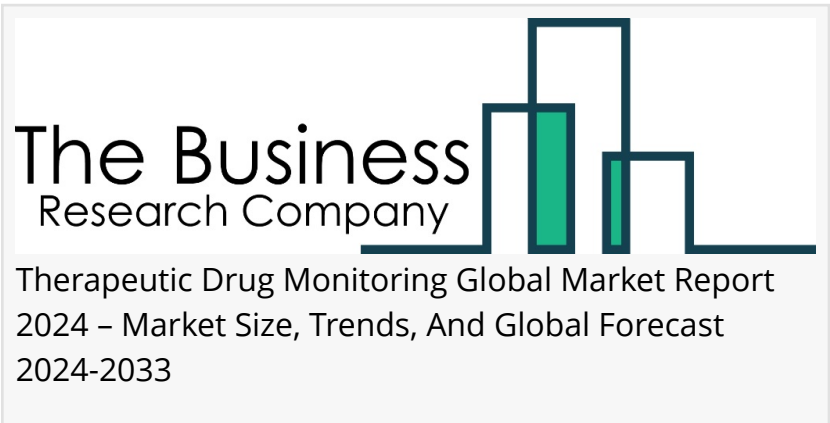 The Business
Research Company
Therapeutic Drug Monitoring Global Market Report
2024 – Market Size, Trends, And Global Forecast
2024-2033